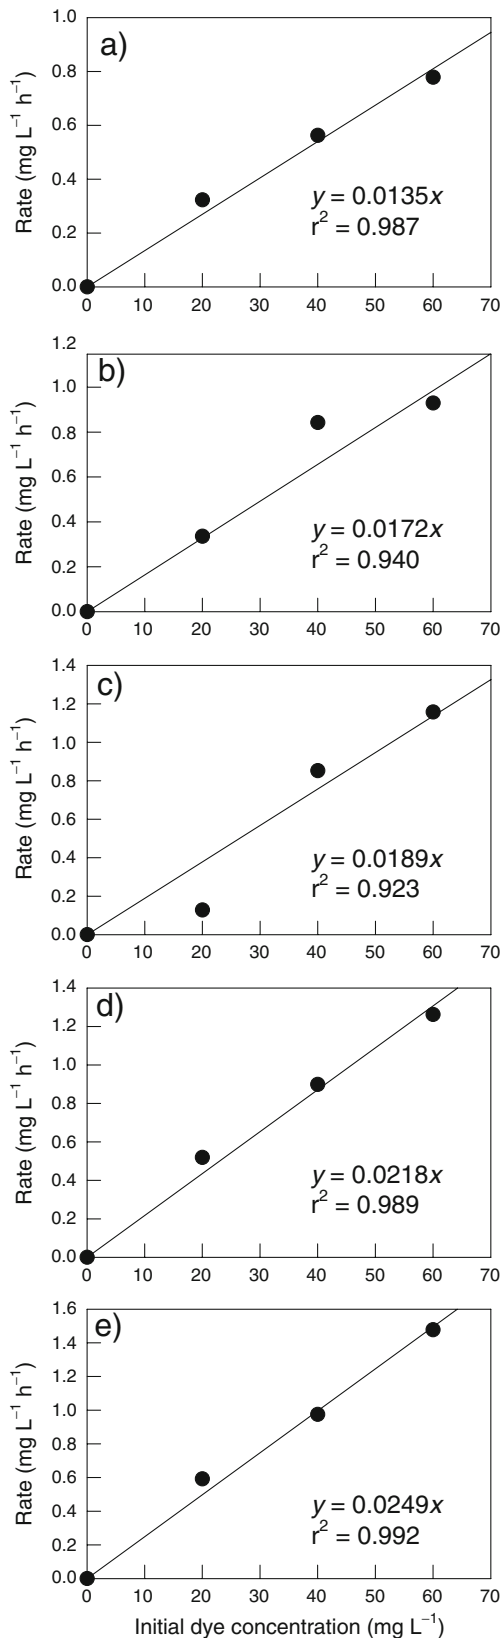 a)
Rate (mg L⁻¹ h⁻¹)
1.0
0.8
0.6
0.4
0.2
0.0
y = 0.0135x
r² = 0.987
0 10 20 30 40 50 60 70
b)
Rate (mg L⁻¹ h⁻¹)
1.2
1.0
0.8
0.6
0.4
0.2
0.0
y = 0.0172x
r² = 0.940
0 10 20 30 40 50 60 70
c)
Rate (mg L⁻¹ h⁻¹)
1.4
1.2
1.0
0.8
0.6
0.4
0.2
0.0
y = 0.0189x
r² = 0.923
0 10 20 30 40 50 60 70
d)
Rate (mg L⁻¹ h⁻¹)
1.4
1.2
1.0
0.8
0.6
0.4
0.2
0.0
y = 0.0218x
r² = 0.989
0 10 20 30 40 50 60 70
e)
Rate (mg L⁻¹ h⁻¹)
1.6
1.4
1.2
1.0
0.8
0.6
0.4
0.2
0.0
y = 0.0249x
r² = 0.992
0 10 20 30 40 50 60 70
Initial dye concentration (mg L⁻¹)